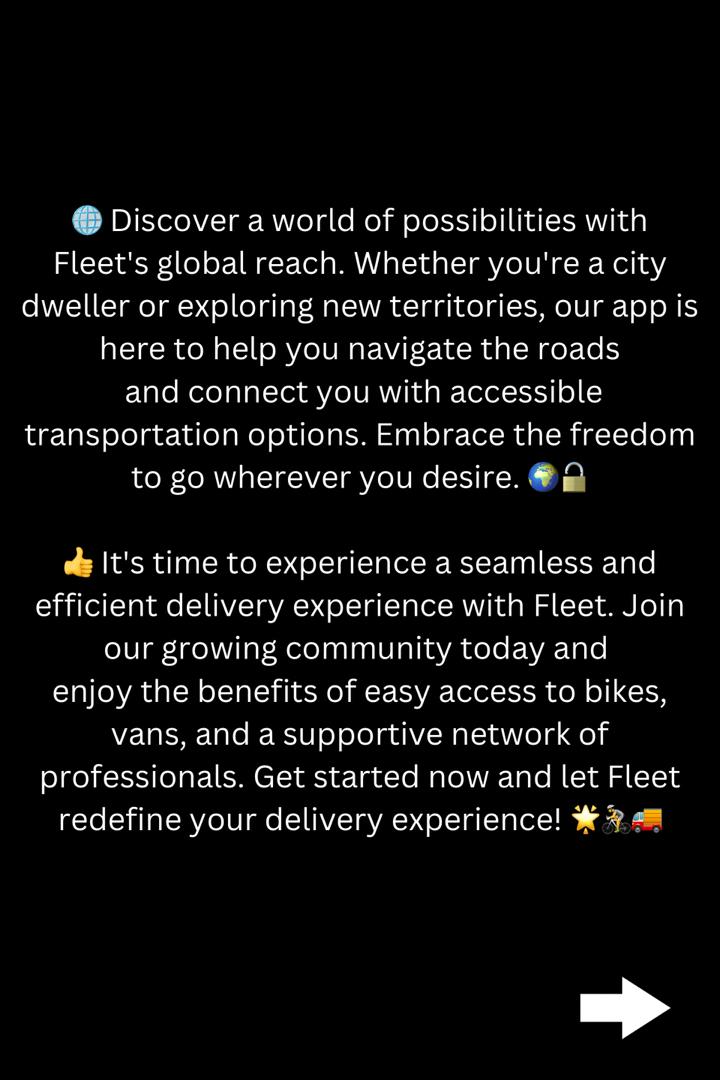 🌐 Discover a world of possibilities with
Fleet's global reach. Whether you're a city
dweller or exploring new territories, our app is
here to help you navigate the roads
and connect you with accessible
transportation options. Embrace the freedom
to go wherever you desire. 🌍🔓
👍 It's time to experience a seamless and
efficient delivery experience with Fleet. Join
our growing community today and
enjoy the benefits of easy access to bikes,
vans, and a supportive network of
professionals. Get started now and let Fleet
redefine your delivery experience! 🌟🚴🚚